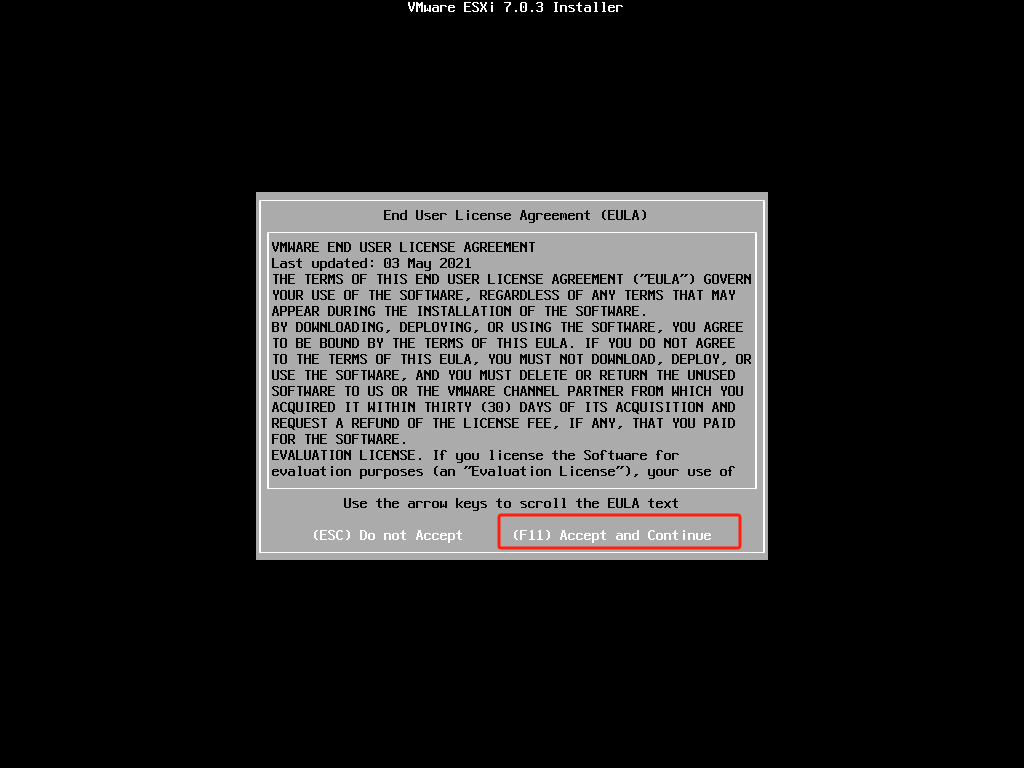 VMware ESXi 7.0.3 Installer
End User License Agreement (EULA)
VMWARE END USER LICENSE AGREEMENT
Last updated: 03 May 2021
THE TERMS OF THIS END USER LICENSE AGREEMENT ("EULA") GOVERN
YOUR USE OF THE SOFTWARE, REGARDLESS OF ANY TERMS THAT MAY
APPEAR DURING THE INSTALLATION OF THE SOFTWARE.
BY DOWNLOADING, DEPLOYING, OR USING THE SOFTWARE, YOU AGREE
TO BE BOUND BY THE TERMS OF THIS EULA. IF YOU DO NOT AGREE
TO THE TERMS OF THIS EULA, YOU MUST NOT DOWNLOAD, DEPLOY, OR
USE THE SOFTWARE, AND YOU MUST DELETE OR RETURN THE UNUSED
SOFTWARE TO US OR THE VMWARE CHANNEL PARTNER FROM WHICH YOU
ACQUIRED IT WITHIN THIRTY (30) DAYS OF ITS ACQUISITION AND
REQUEST A REFUND OF THE LICENSE FEE, IF ANY, THAT YOU PAID
FOR THE SOFTWARE.
EVALUATION LICENSE. If you license the Software for
evaluation purposes (an "Evaluation License"), your use of
Use the arrow keys to scroll the EULA text
(ESC) Do not Accept (F11) Accept and Continue